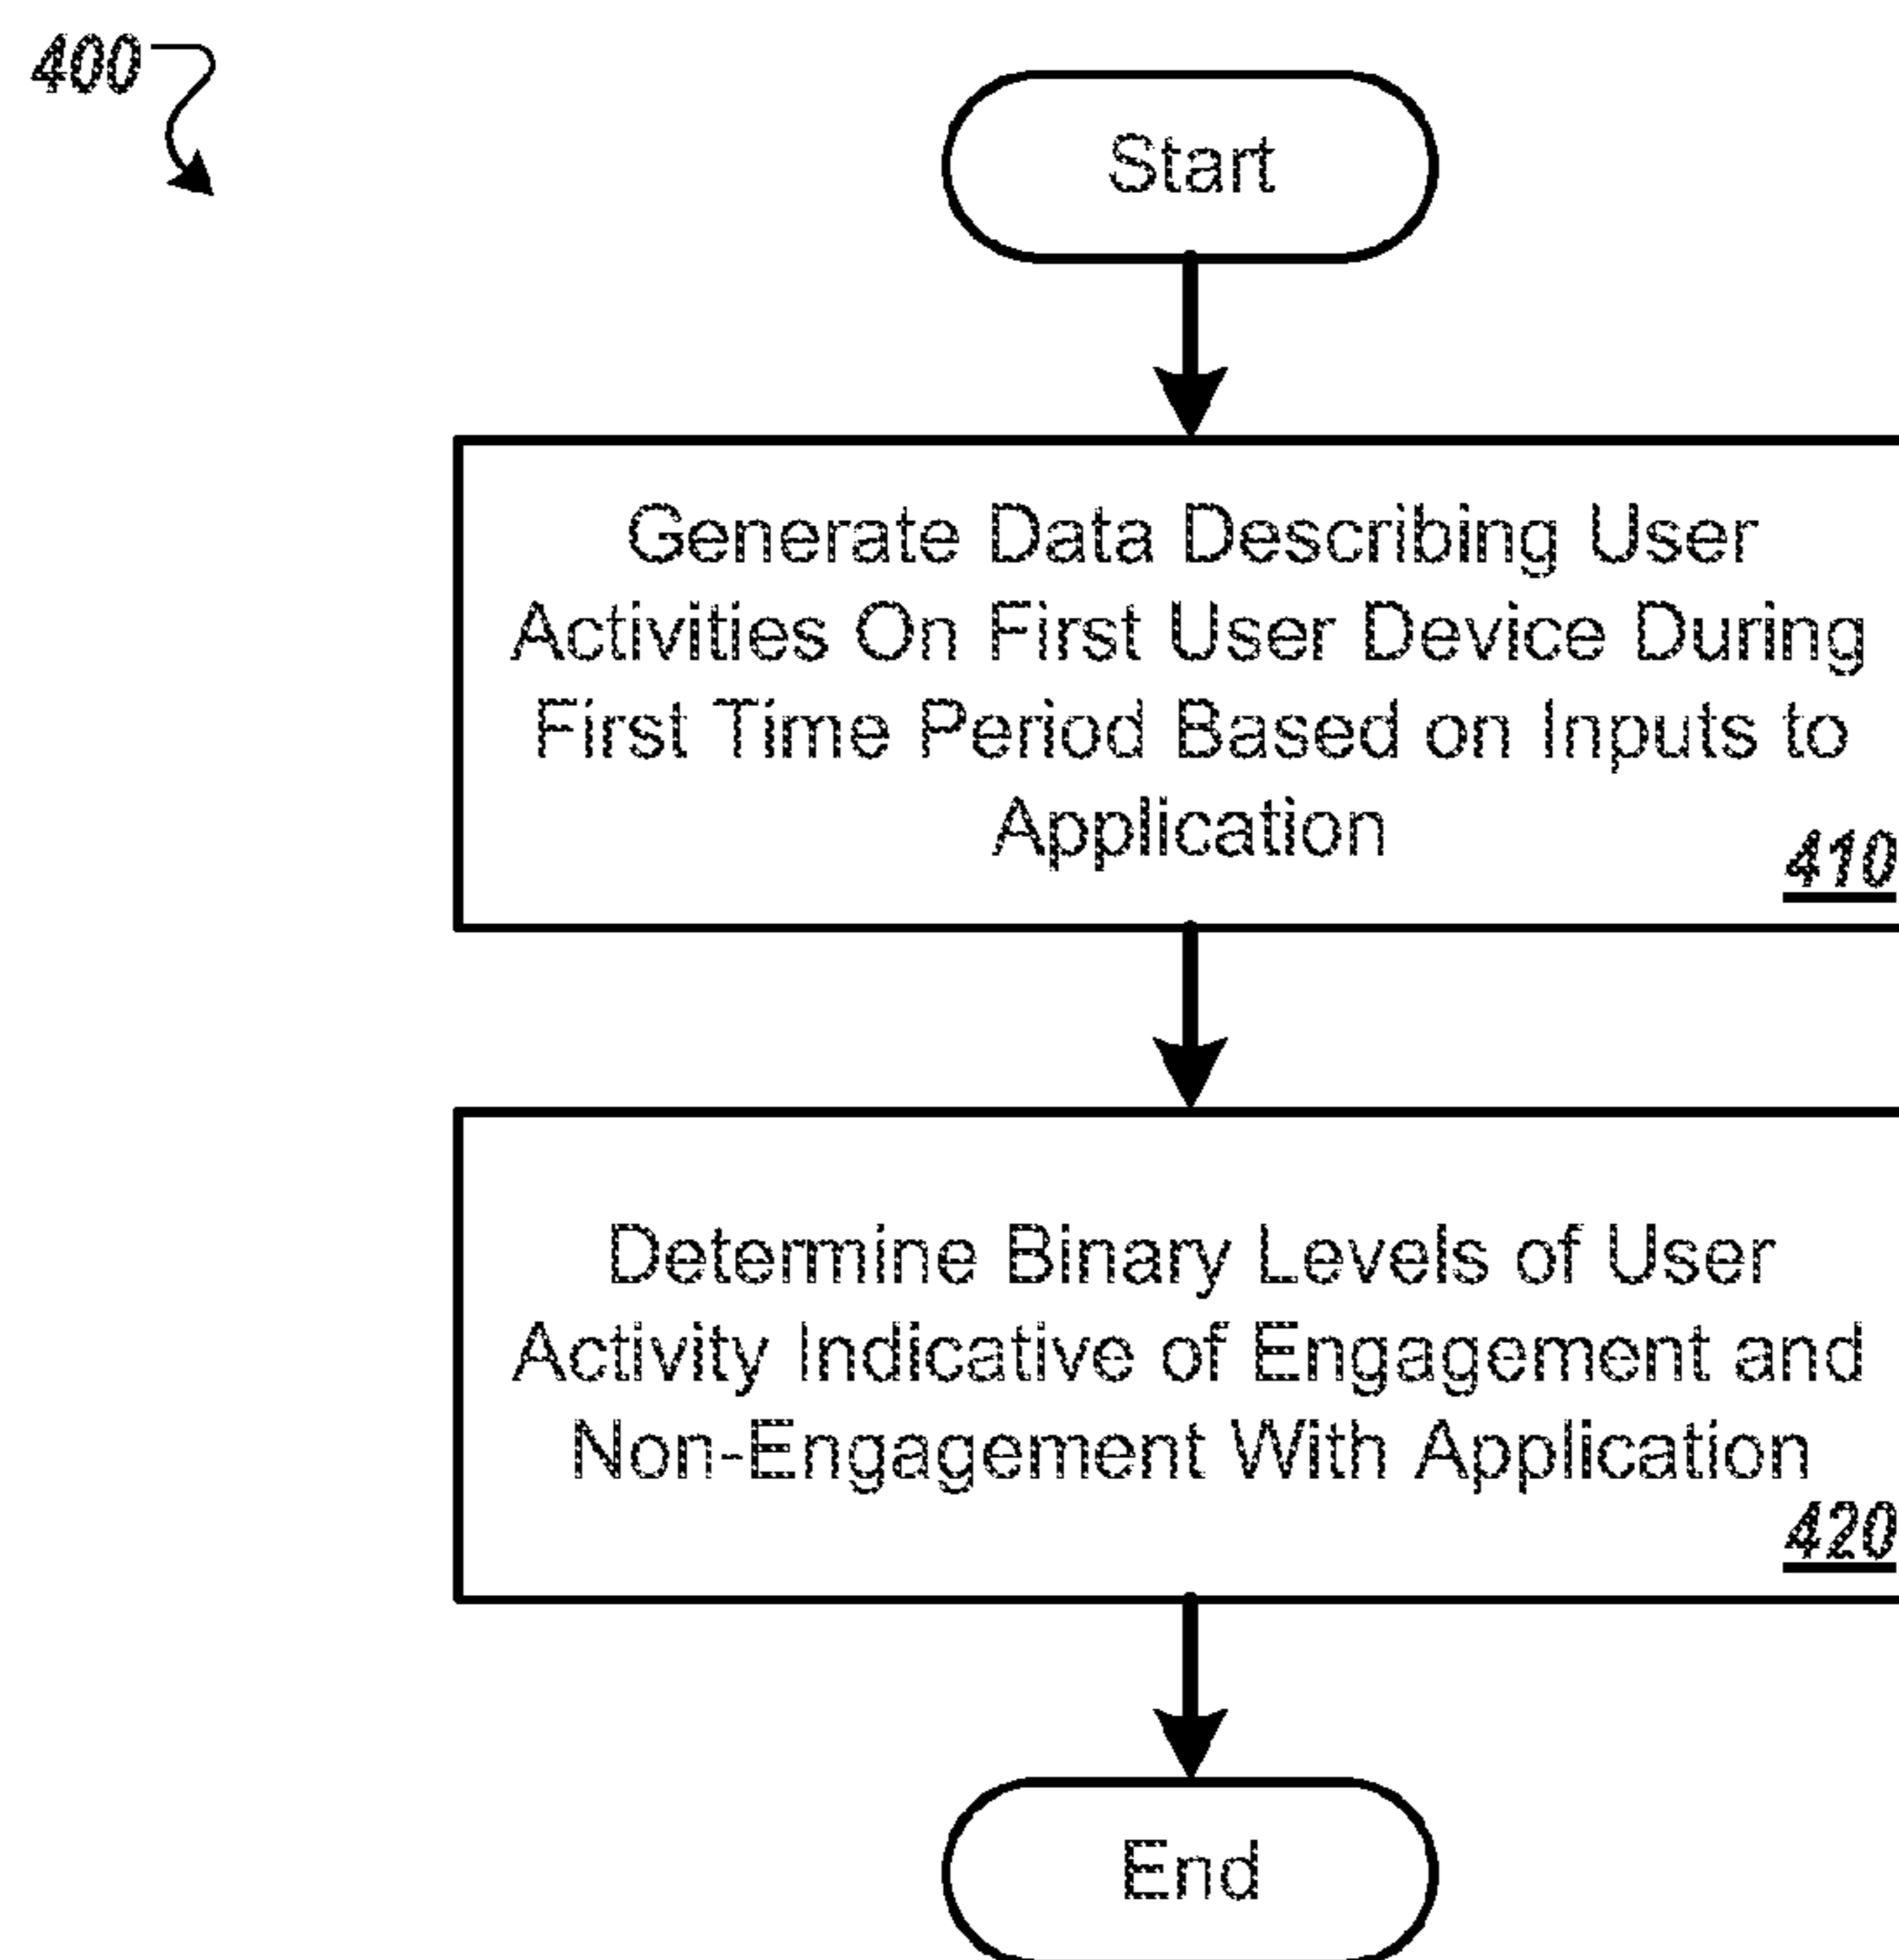 400
Start
Generate Data Describing User
Activities On First User Device During
First Time Period Based on Inputs to
Application
410
Determine Binary Levels of User
Activity Indicative of Engagement and
Non-Engagement With Application
420
End